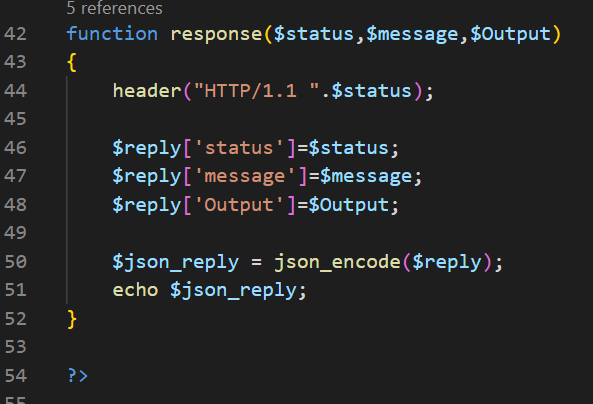 5 references
42 function response($status,$message,$Output)
43 {
44 header("HTTP/1.1 ".$status);
45
46 $reply['status']=$status;
47 $reply['message']=$message;
48 $reply['Output']=$Output;
49
50 $json_reply = json_encode($reply);
51 echo $json_reply;
52 }
53
54 ?>
55